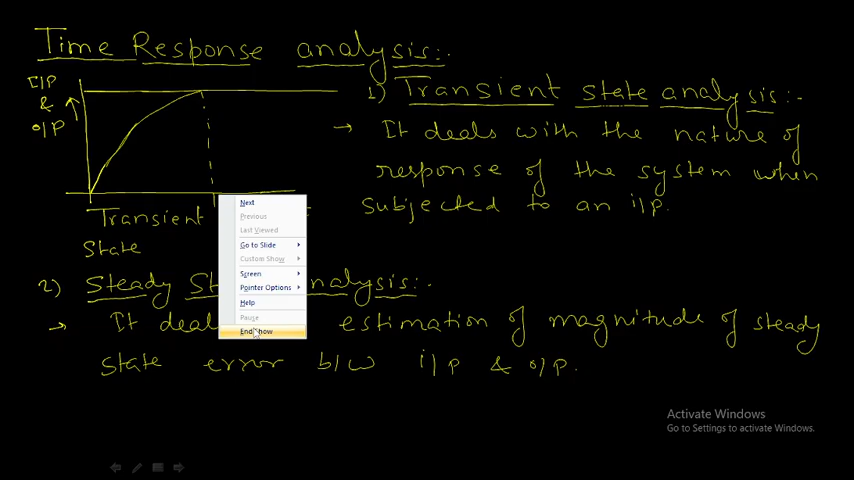 Time Response analysis:-
I/P
&
o/P
1) Transient state analysis:-
→ It deals with the nature of
response of the system when
subjected to an i/p.
Transient
State
2) Steady St nalysis:-
→ It deal estimation of magnitude of steady
state error b/w i/p & o/p.
Next
Previous
Last Viewed
Go to Slide
Custom Show
Screen
Pointer Options
Help
Pause
End Show
Activate Windows
Go to Settings to activate Windows.